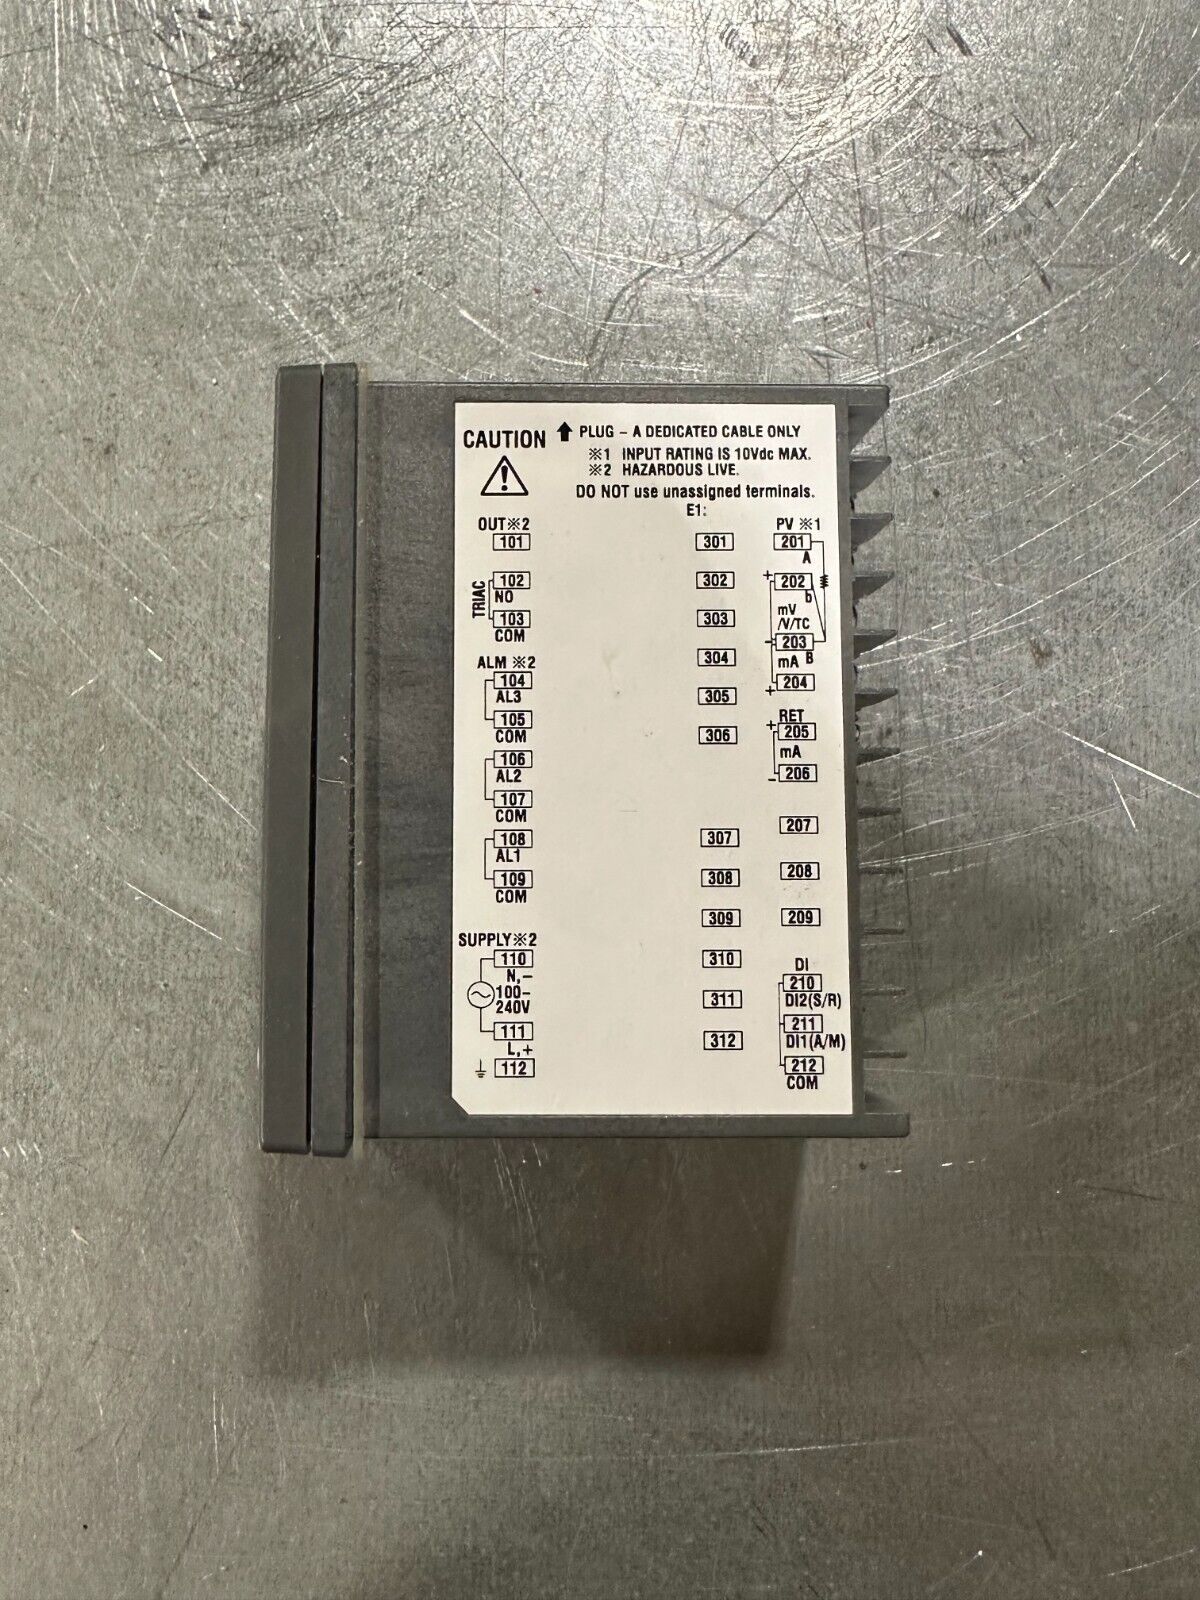 CAUTION
↑ PLUG – A DEDICATED CABLE ONLY
※1 INPUT RATING IS 10Vdc MAX.
※2 HAZARDOUS LIVE.
DO NOT use unassigned terminals.
E1:
OUT※2
101
TRIAC
102
NO
103
COM
ALM ※2
104
AL3
105
COM
106
AL2
107
COM
108
AL1
109
COM
SUPPLY※2
110
N,−
100−
240V
111
L,+
112
301
302
303
304
305
306
307
308
309
310
311
312
PV ※1
201
A
+
202
b
mV
/V/TC
−
203
mA B
204
+
RET
+
205
mA
−
206
207
208
209
DI
210
DI2(S/R)
211
DI1(A/M)
212
COM